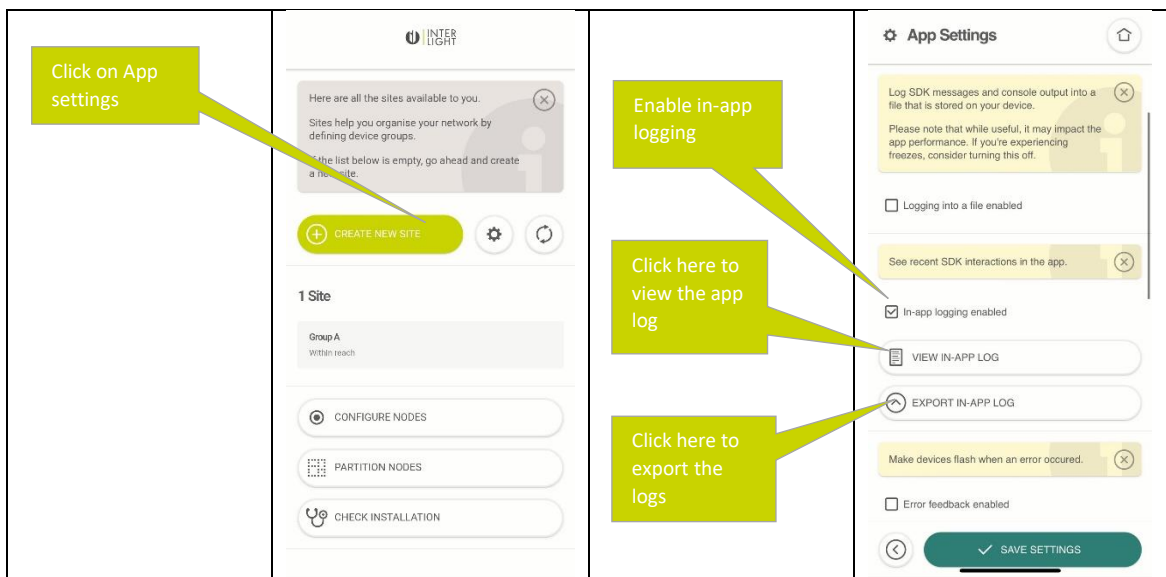 Click on App
settings
INTER
LIGHT
Here are all the sites available to you.
Sites help you organise your network by
defining device groups.
the list below is empty, go ahead and create
a new site.
CREATE NEW SITE
1 Site
Group A
Within reach
CONFIGURE NODES
PARTITION NODES
CHECK INSTALLATION
Enable in-app
logging
Click here to
view the app
log
Click here to
export the
logs
App Settings
Log SDK messages and console output into a
file that is stored on your device.
Please note that while useful, it may impact the
app performance. If you're experiencing
freezes, consider turning this off.
Logging into a file enabled
See recent SDK interactions in the app.
In-app logging enabled
VIEW IN-APP LOG
EXPORT IN-APP LOG
Make devices flash when an error occured.
Error feedback enabled
SAVE SETTINGS